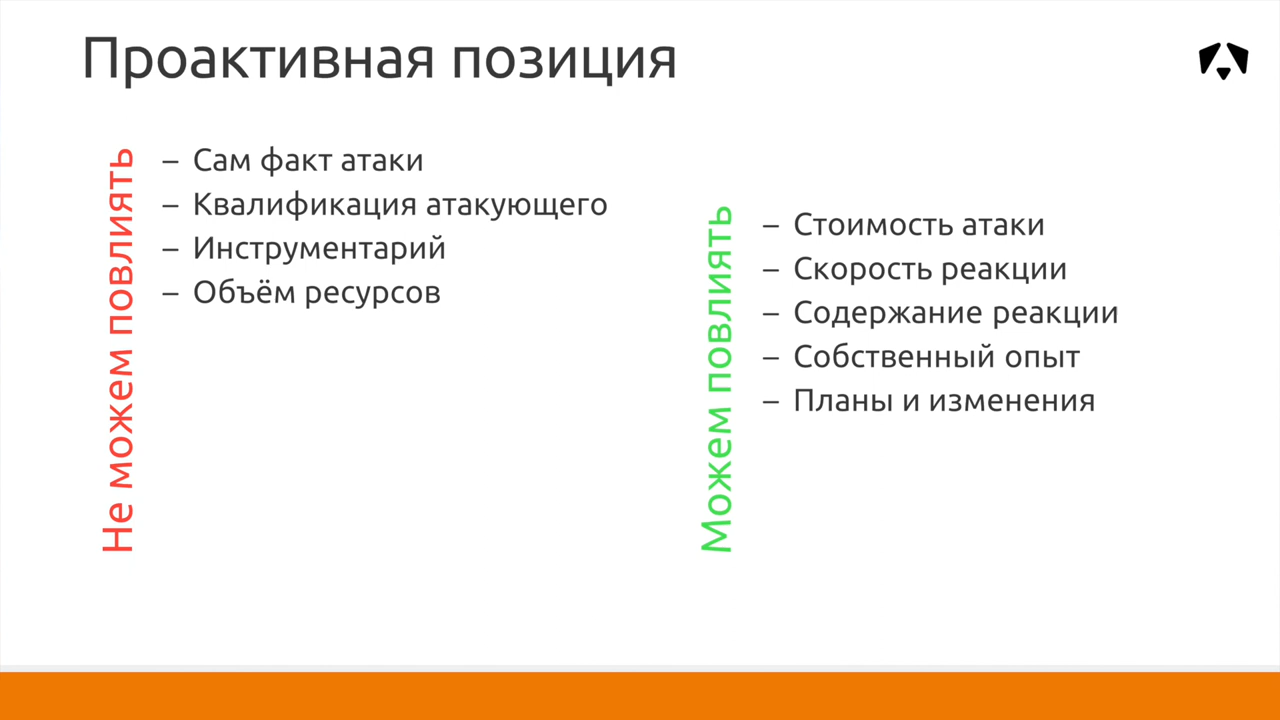 Проактивная позиция
Не можем повлиять
– Сам факт атаки
– Квалификация атакующего
– Инструментарий
– Объём ресурсов
Можем повлиять
– Стоимость атаки
– Скорость реакции
– Содержание реакции
– Собственный опыт
– Планы и изменения